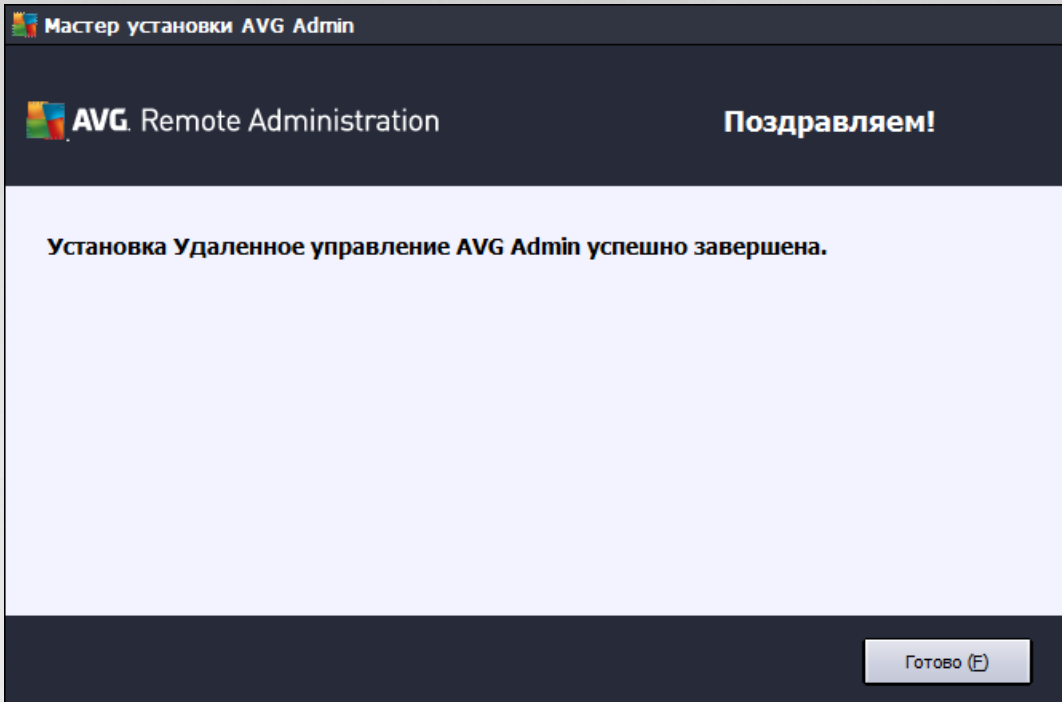 Мастер установки AVG Admin
AVG. Remote Administration
Поздравляем!
Установка Удаленное управление AVG Admin успешно завершена.
Готово (F)